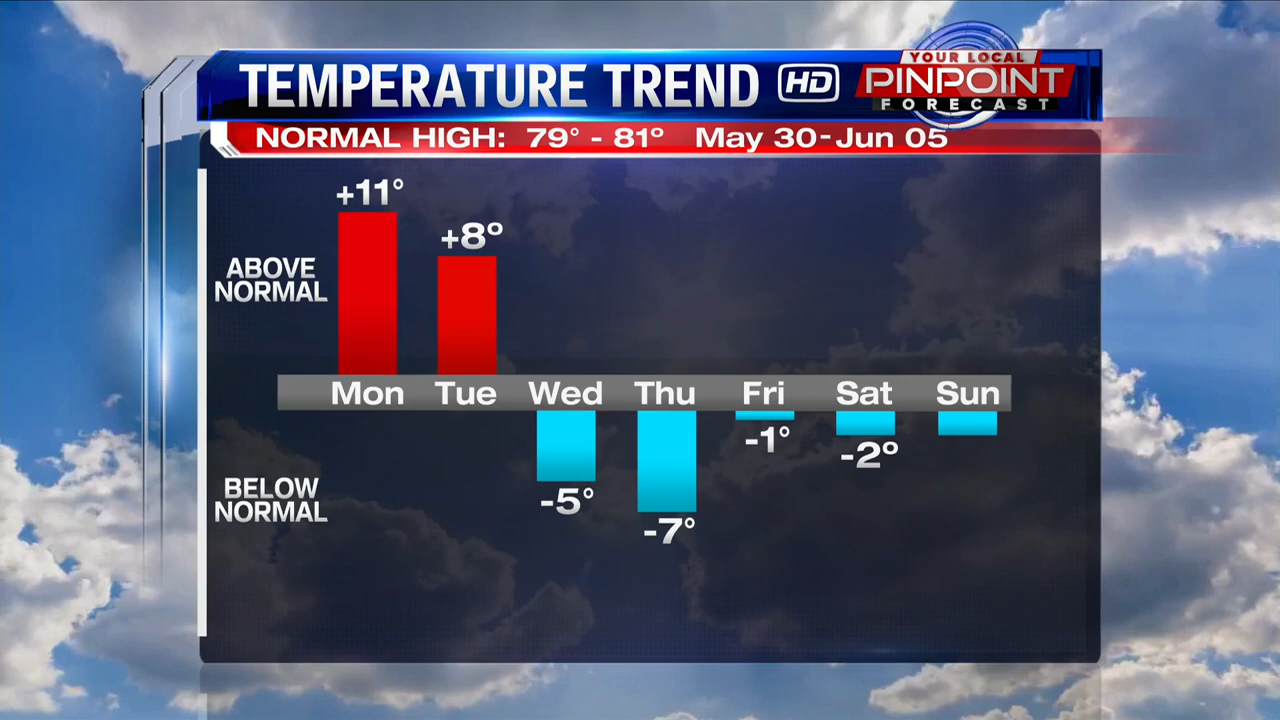 TEMPERATURE TREND HD
YOUR LOCAL
PINPOINT
FORECAST
NORMAL HIGH: 79° - 81° May 30-Jun 05
+11°
+8°
ABOVE
NORMAL
Mon Tue Wed Thu Fri Sat Sun
-1°
-2°
-5°
-7°
BELOW
NORMAL